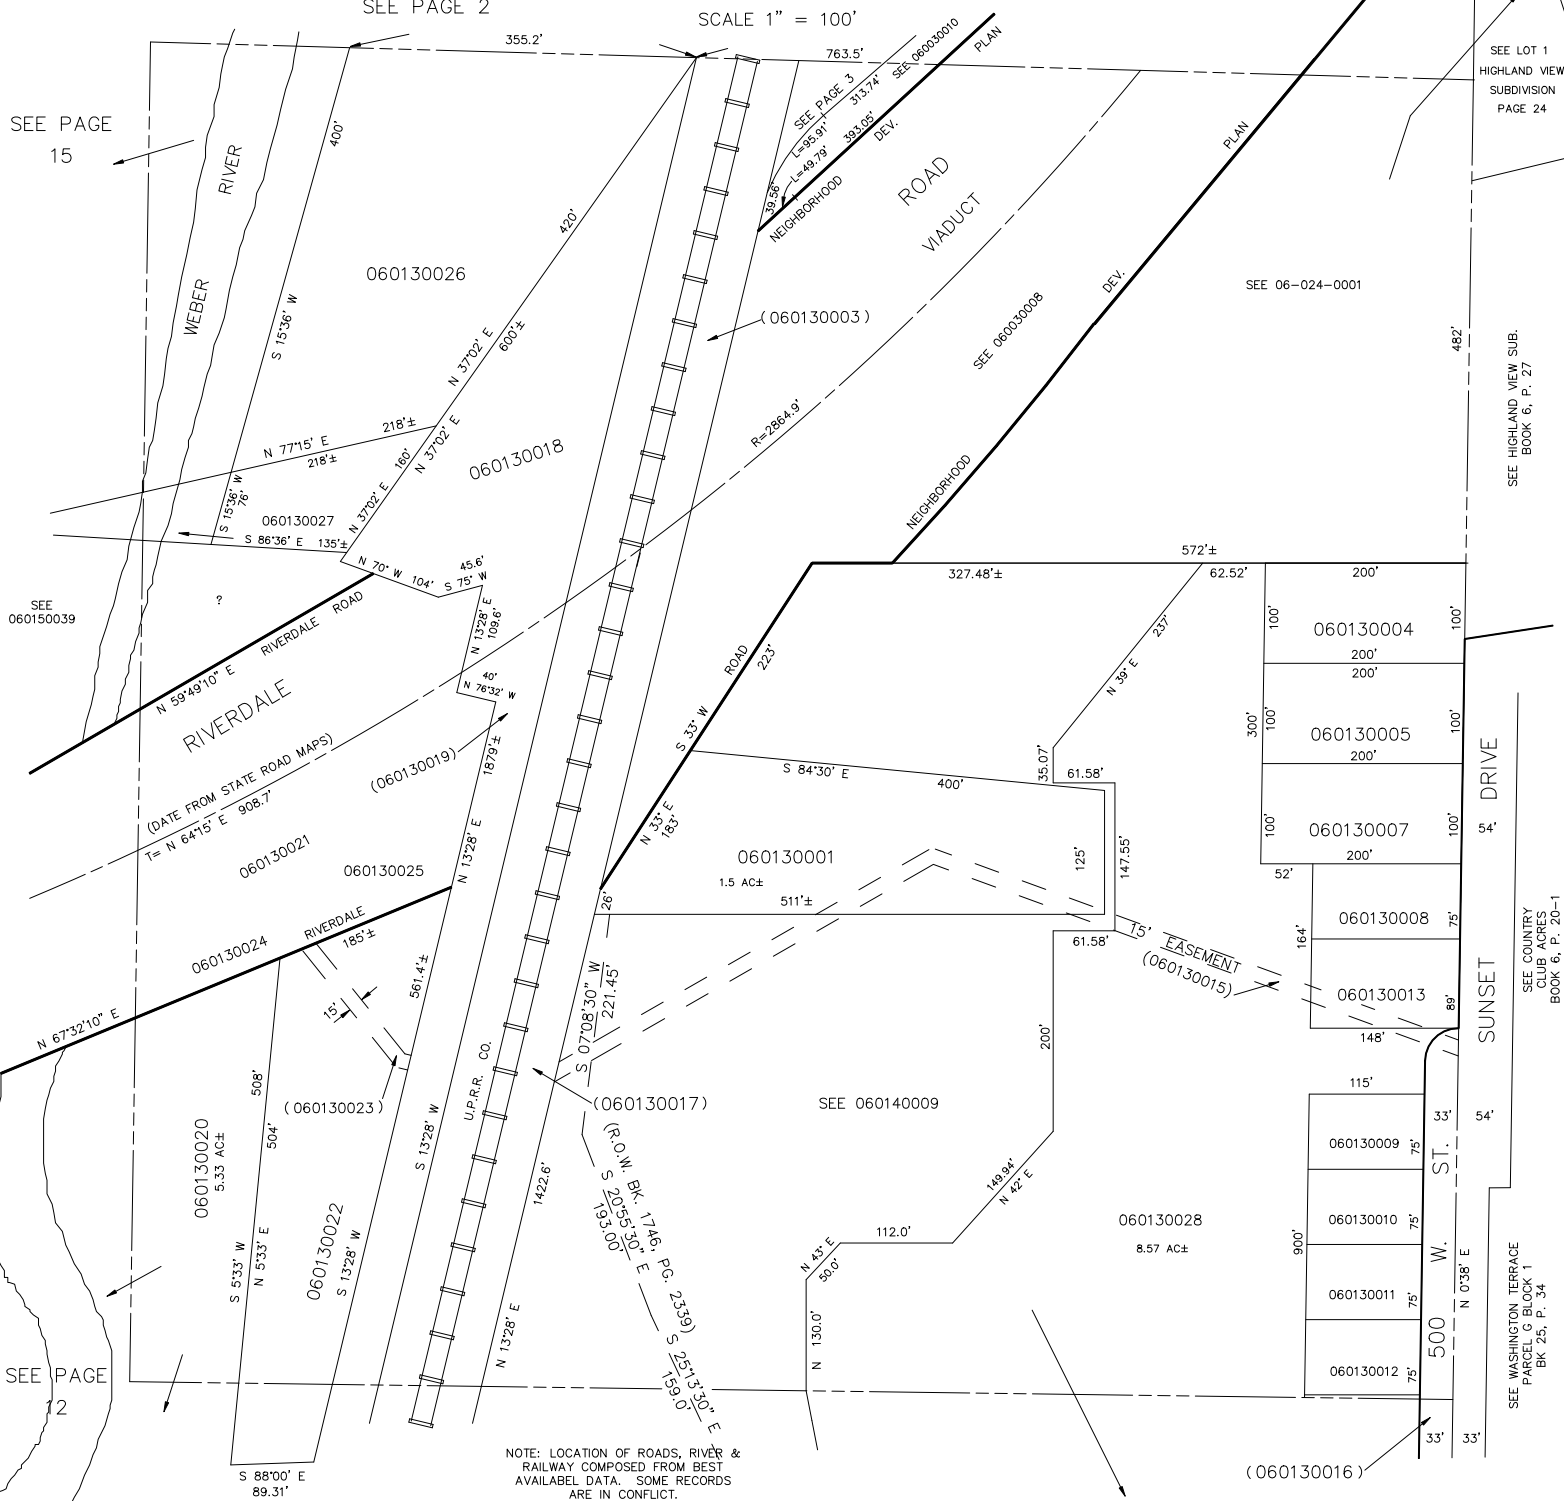 SEE PAGE 2
SCALE 1" = 100'
355.2'
763.5'
SEE LOT 1
HIGHLAND VIEW
SUBDIVISION
PAGE 24
SEE PAGE
15
WEBER
RIVER
400'
S 15°36' W
060130026
420'
N 37°02' E
600'±
SEE PAGE 3
L=95.91'
313.74'
SEE 060030010
L=49.79'
393.05'
39.56'
NEIGHBORHOOD
DEV.
PLAN
ROAD
VIADUCT
(060130003)
SEE 060030008
R=2864.9'
NEIGHBORHOOD
DEV.
PLAN
SEE 06-024-0001
482'
SEE HIGHLAND VIEW SUB.
BOOK 6, P. 27
N 77°15' E
218'±
218'±
160'
N 37°02' E
N 37°02' E
S 15°36' W
76'
060130018
060130027
S 86°36' E
135'±
N 70° W
104'
45.6'
S 75° W
N 13°28' E
109.6'
40'
N 76°32' W
SEE
060150039
?
RIVERDALE
ROAD
N 59°49'10" E
RIVERDALE
(DATE FROM STATE ROAD MAPS)
T= N 64°15' E
908.7'
(060130019)
1879'±
N 13°28' E
060130021
060130025
060130024
RIVERDALE
185'±
N 67°32'10" E
15'
561.4'±
(060130023)
508'
504'
060130020
5.33 AC±
S 5°33' W
N 5°33' E
060130022
S 13°28' W
S 88°00' E
89.31'
S 13°28' W
U.P.R.R.
CO.
SEE PAGE
12
572'±
327.48'±
62.52'
200'
ROAD
223'
S 33° W
N 39° E
237'
35.07'
61.58'
S 84°30' E
400'
N 33° E
183'
060130001
1.5 AC±
125'
147.55'
511'±
26'
61.58'
S 07°08'30" W
221.45'
15'
EASEMENT
(060130015)
100'
060130004
100'
200'
200'
300'
100'
060130005
100'
200'
100'
060130007
100'
200'
52'
060130008
75'
164'
060130013
89'
148'
DRIVE
SUNSET
54'
SEE COUNTRY
CLUB ACRES
BOOK 6, P. 20-1
(060130017)
SEE 060140009
200'
(R.O.W. BK. 1746, PG. 2339)
S 20°55'30" E
193.00'
S 25°13'30" E
159.0'
1422.6'
N 13°28' E
149.94'
N 42° E
112.0'
N 43° E
50.0'
N 130.0'
060130028
8.57 AC±
115'
33'
54'
060130009
75'
060130010
75'
900'
060130011
75'
060130012
75'
500 W. ST.
N 0°38' E
SEE WASHINGTON TERRACE
PARCEL G BLOCK 1
BK 25, P. 34
33'
33'
(060130016)
NOTE: LOCATION OF ROADS, RIVER &
RAILWAY COMPOSED FROM BEST
AVAILABEL DATA. SOME RECORDS
ARE IN CONFLICT.